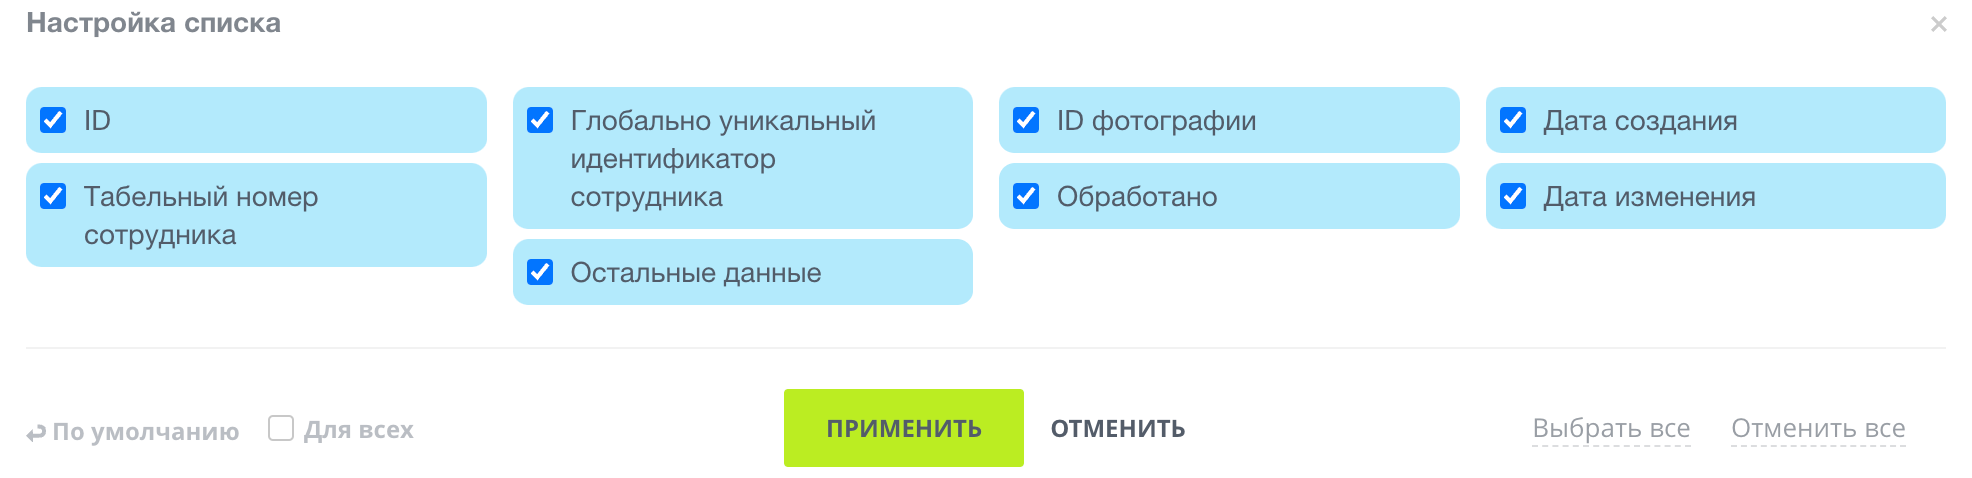 Настройка списка
ID
Табельный номер
сотрудника
Глобально уникальный
идентификатор
сотрудника
Остальные данные
ID фотографии
Обработано
Дата создания
Дата изменения
По умолчанию
Для всех
ПРИМЕНИТЬ
ОТМЕНИТЬ
Выбрать все
Отменить все